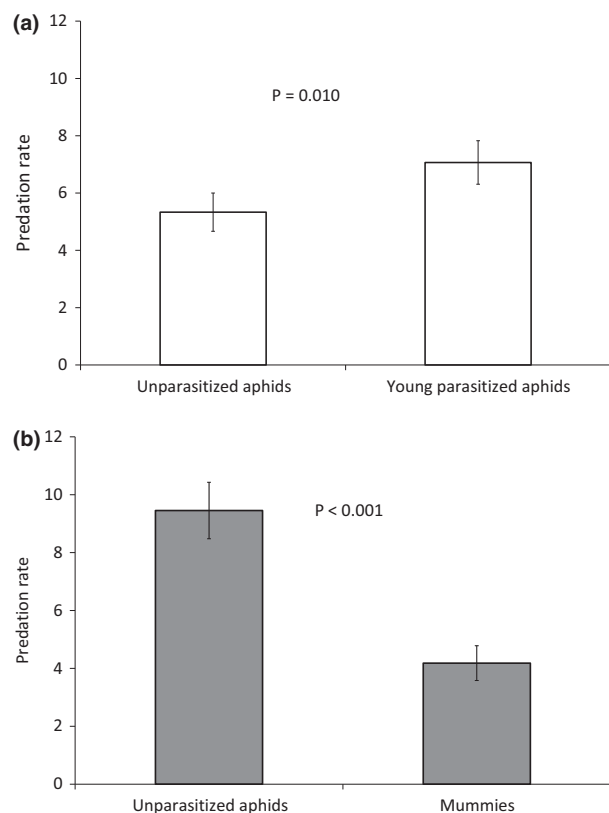 (a)
12
10
8
6
4
2
0
Predation rate
P = 0.010
Unparasitized aphids
Young parasitized aphids
(b)
12
10
8
6
4
2
0
Predation rate
P < 0.001
Unparasitized aphids
Mummies